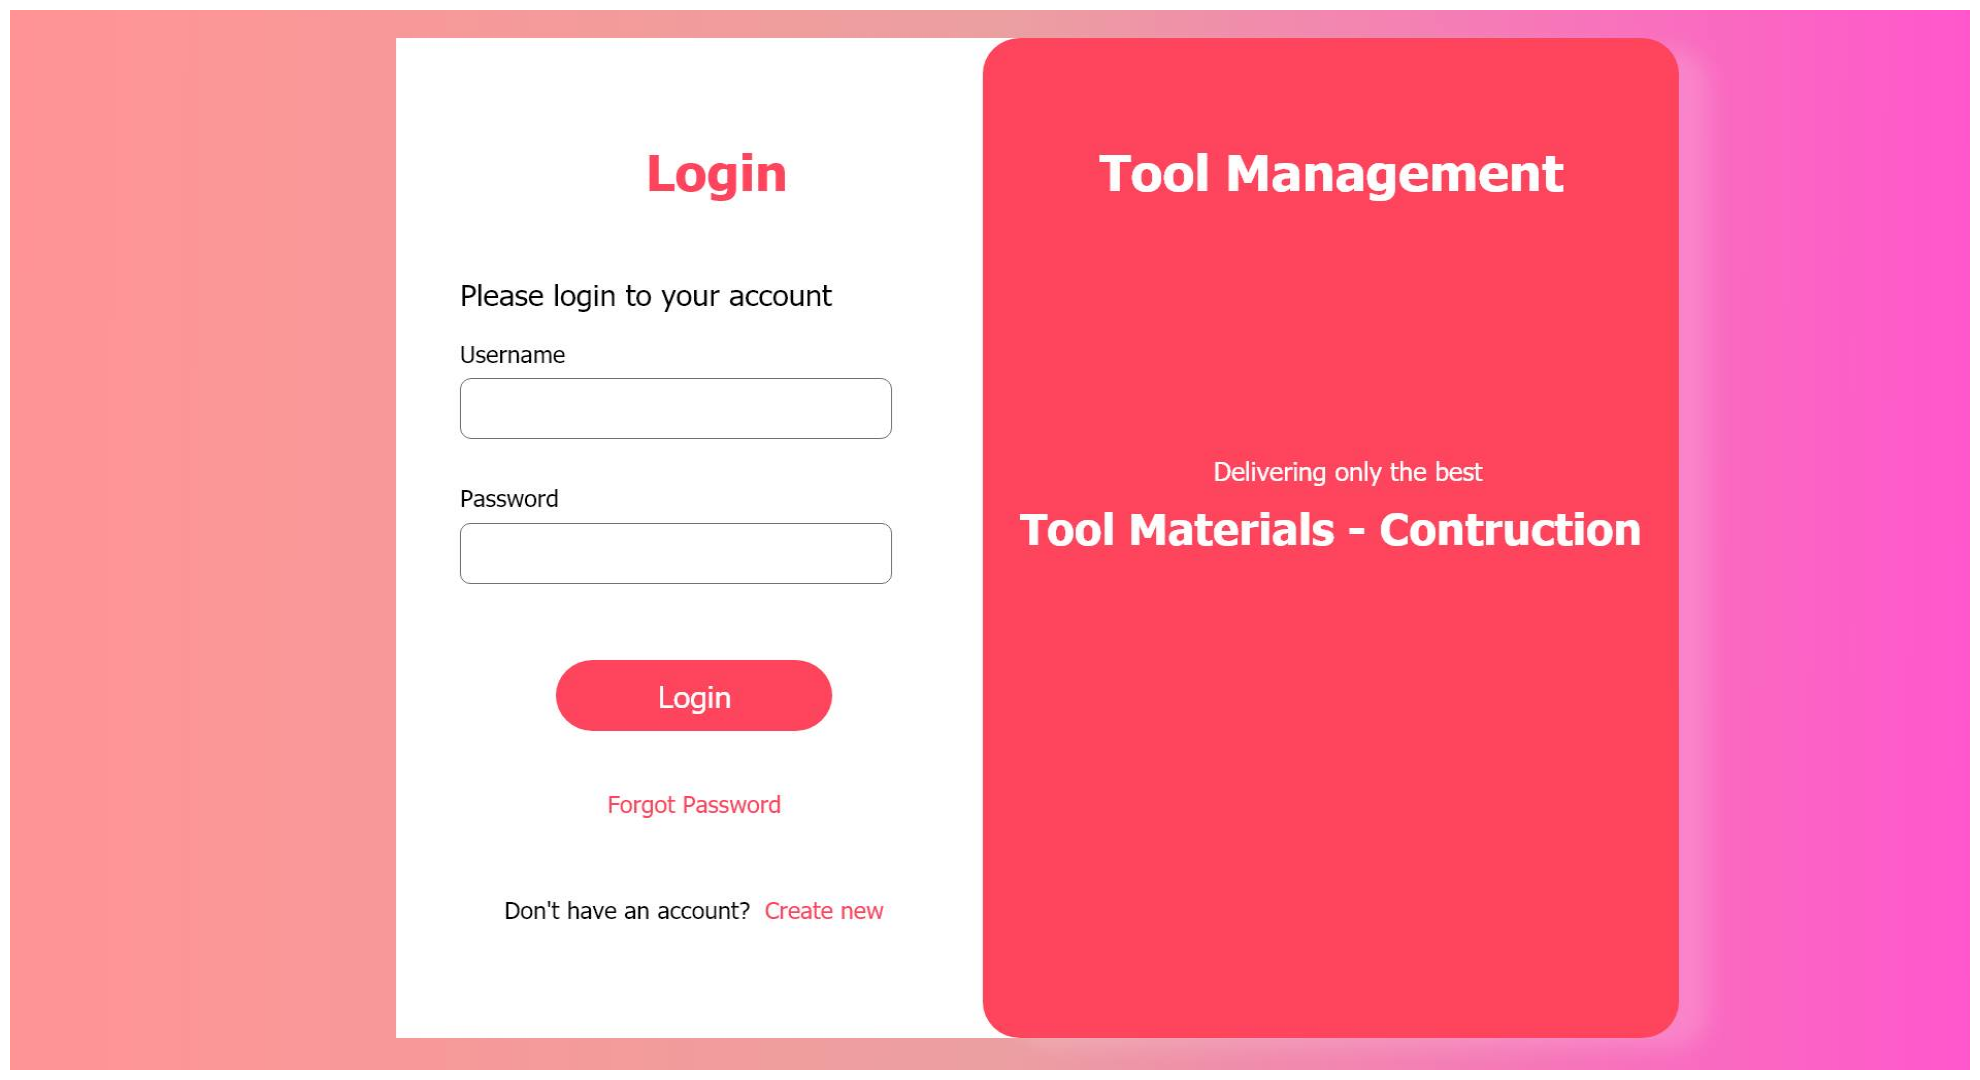 Login
Please login to your account
Username
Password
Login
Forgot Password
Don't have an account? Create new
Tool Management
Delivering only the best
Tool Materials - Contruction